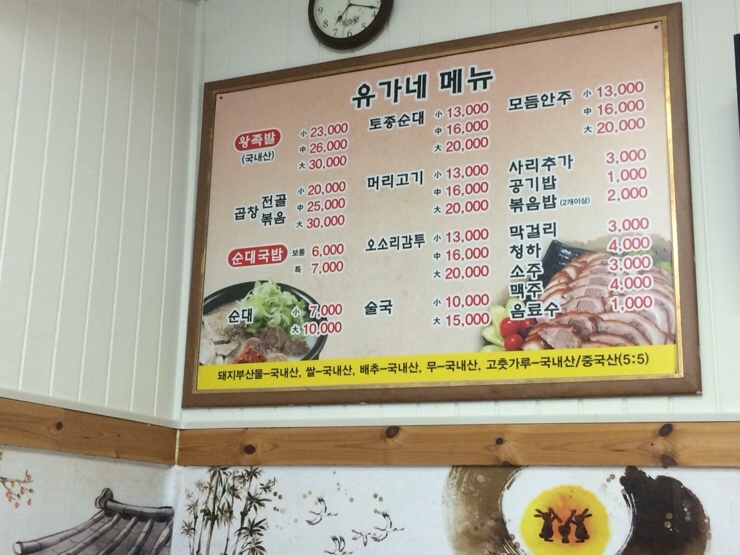 유가네 메뉴
왕족발 小 23,000
(국내산) 中 26,000
大 30,000
곱창 전골 볶음 小 20,000
中 25,000
大 30,000
순대국밥 보통 6,000
특 7,000
순대 小 7,000
大 10,000
토종순대 小 13,000
中 16,000
大 20,000
머리고기 小 13,000
中 16,000
大 20,000
오소리감투 小 13,000
中 16,000
大 20,000
술국 小 10,000
大 15,000
모듬안주 小 13,000
中 16,000
大 20,000
사리추가 3,000
공기밥 1,000
볶음밥 (2개이상) 2,000
막걸리 3,000
청하 4,000
소주 3,000
맥주 4,000
음료수 1,000
돼지부산물-국내산, 쌀-국내산, 배추-국내산, 무-국내산, 고춧가루-국내산/중국산(5:5)